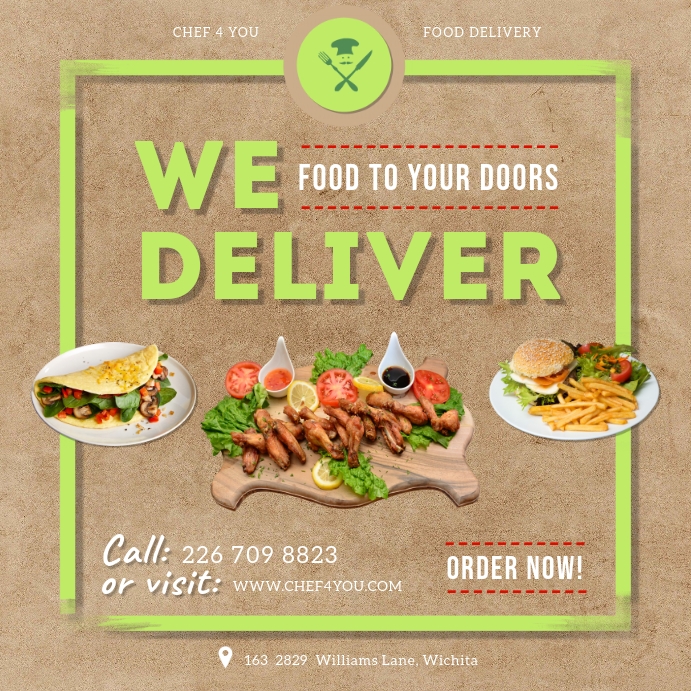 CHEF 4 YOU
FOOD DELIVERY
WE
FOOD TO YOUR DOORS
DELIVER
Call: 226 709 8823
or visit: WWW.CHEF4YOU.COM
ORDER NOW!
163 2829 Williams Lane, Wichita